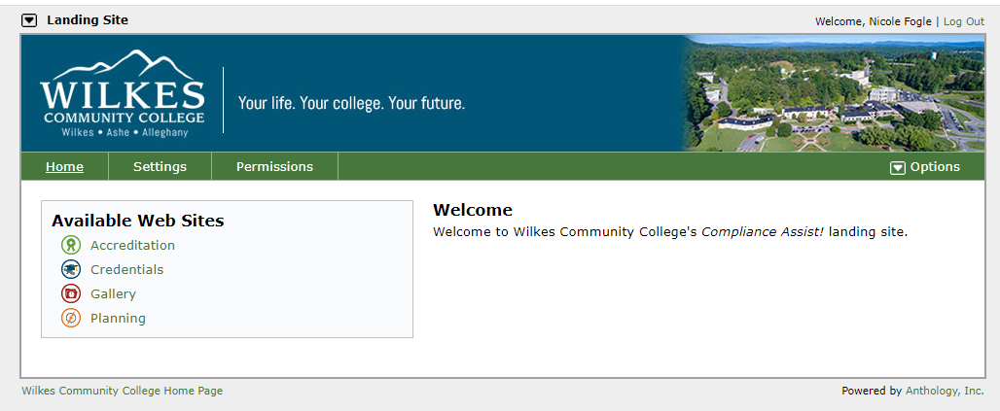 Landing Site
Welcome, Nicole Fogle | Log Out
WILKES
COMMUNITY COLLEGE
Wilkes • Ashe • Alleghany
Your life. Your college. Your future.
Home Settings Permissions Options
Available Web Sites
Accreditation
Credentials
Gallery
Planning
Welcome
Welcome to Wilkes Community College's Compliance Assist! landing site.
Wilkes Community College Home Page
Powered by Anthology, Inc.